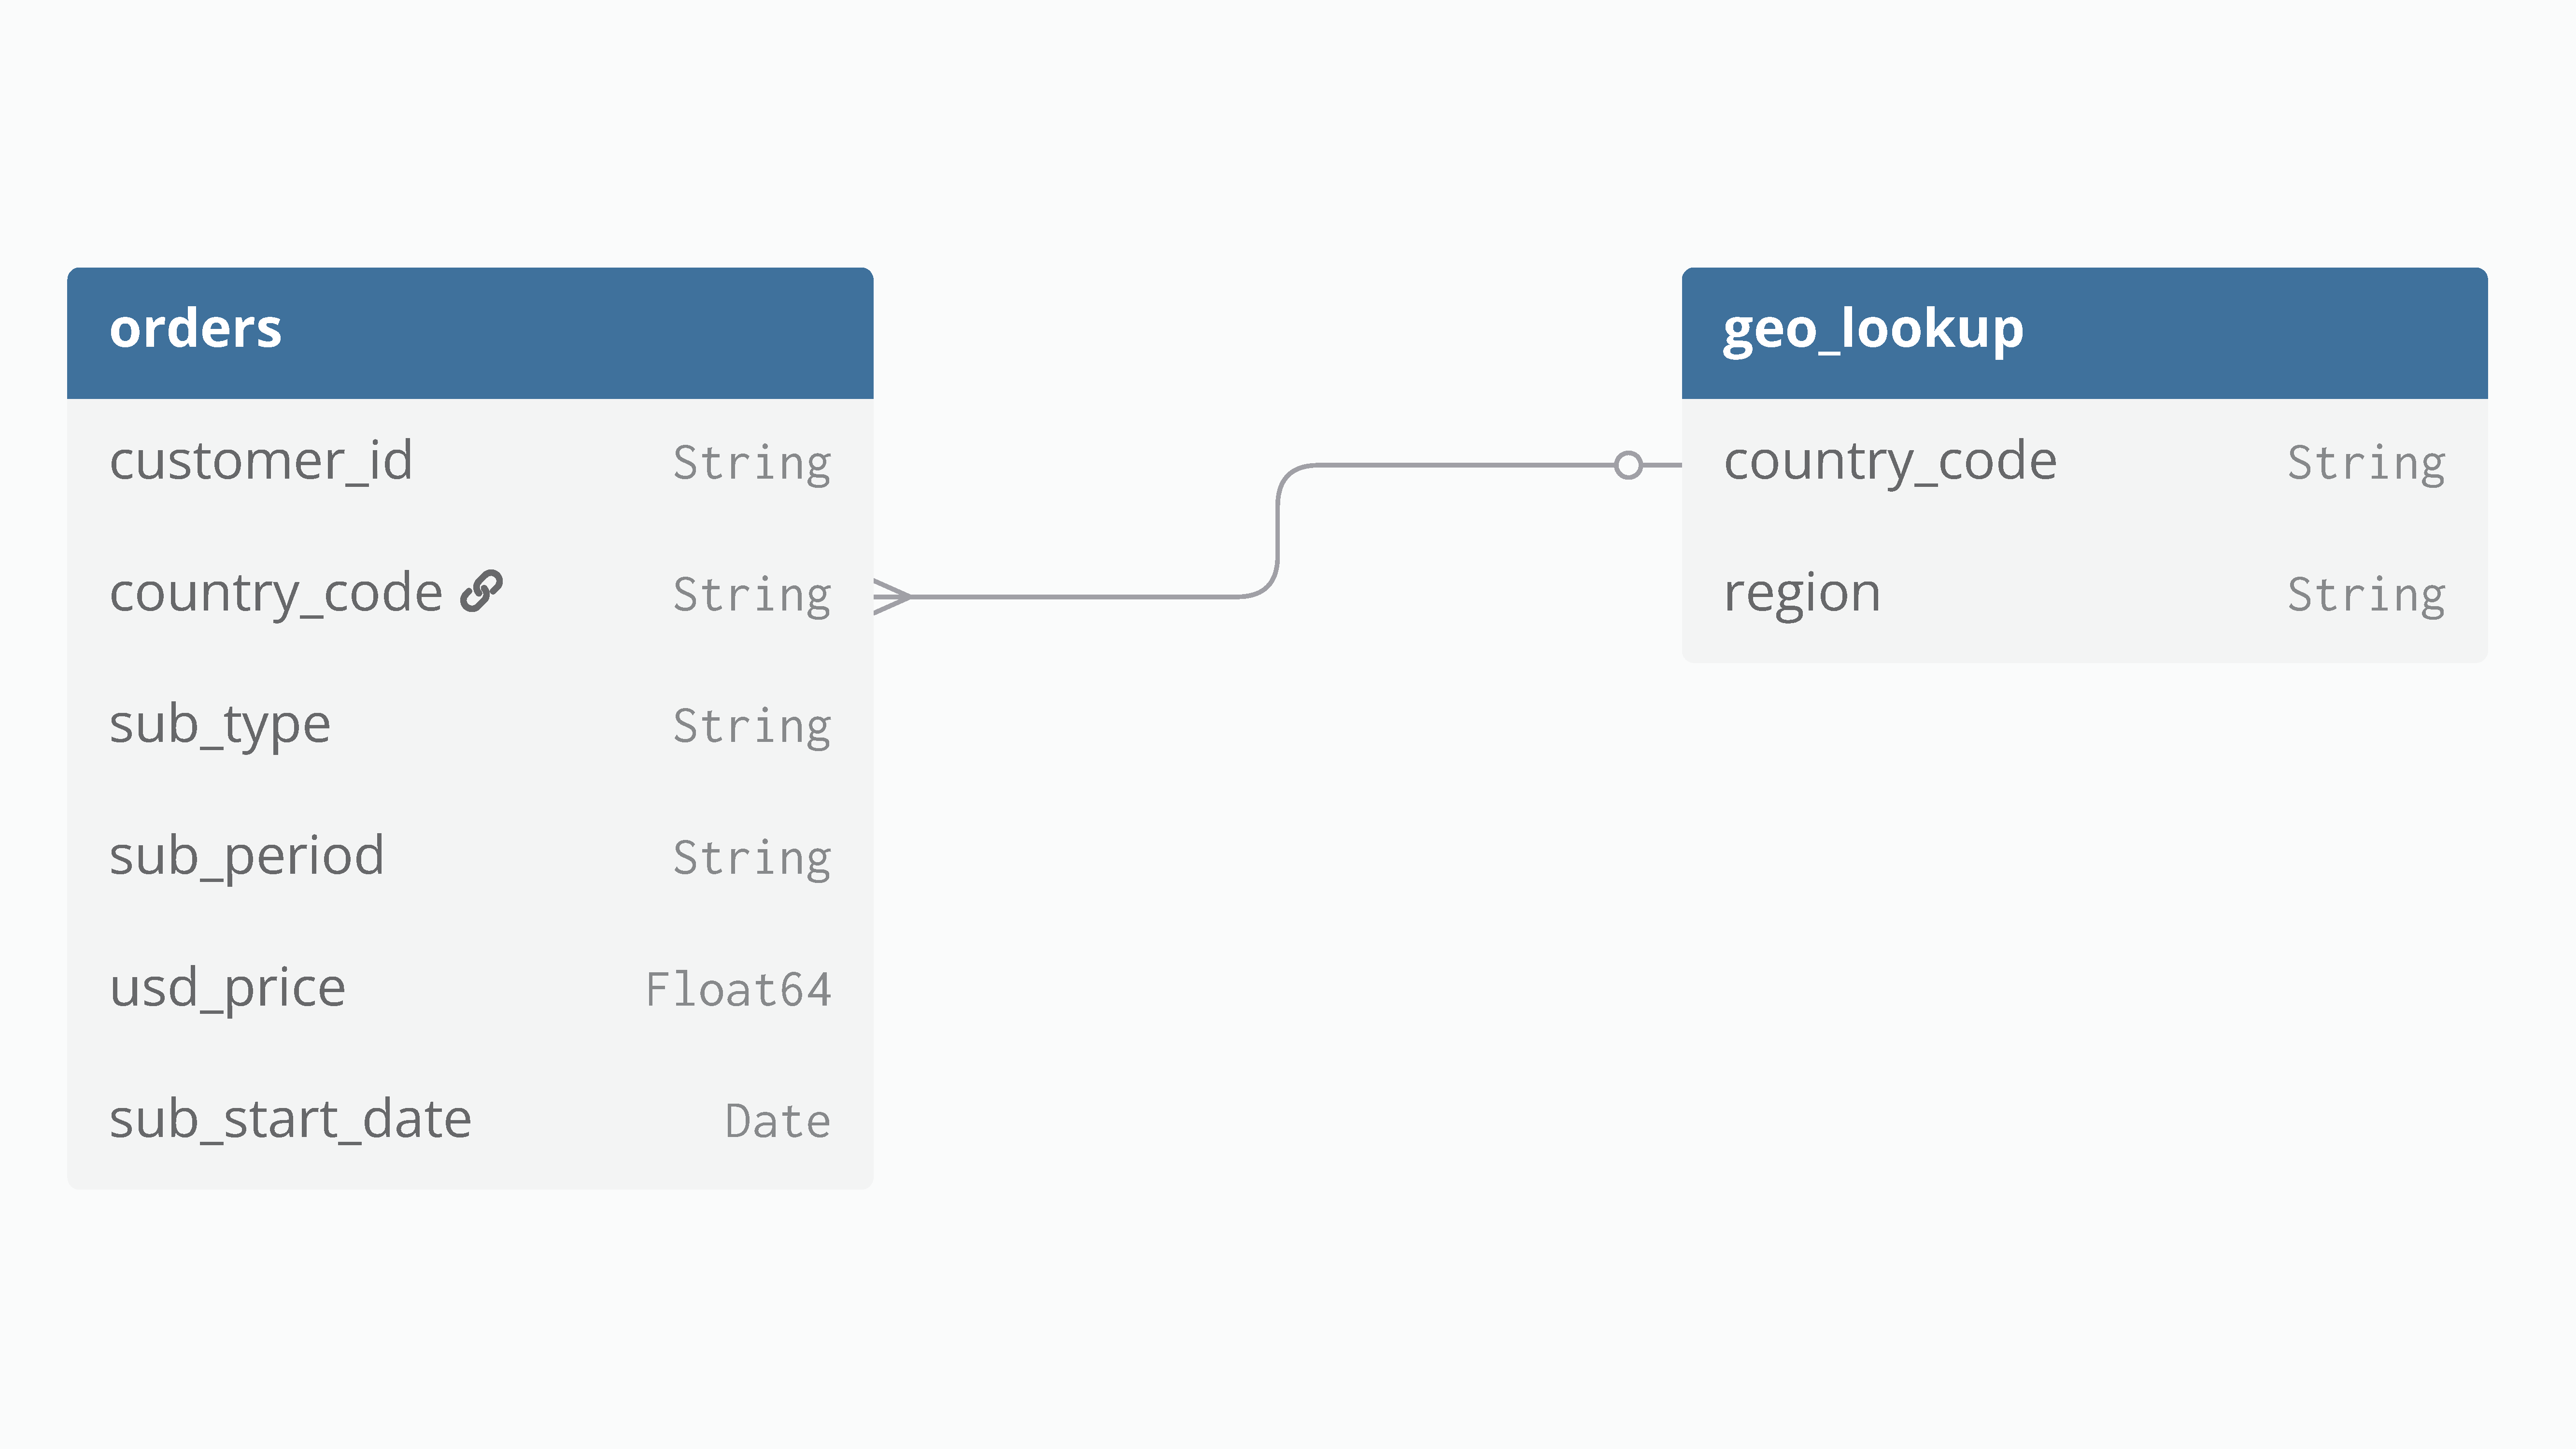 orders
customer_id String
country_code String
sub_type String
sub_period String
usd_price Float64
sub_start_date Date
geo_lookup
country_code String
region String